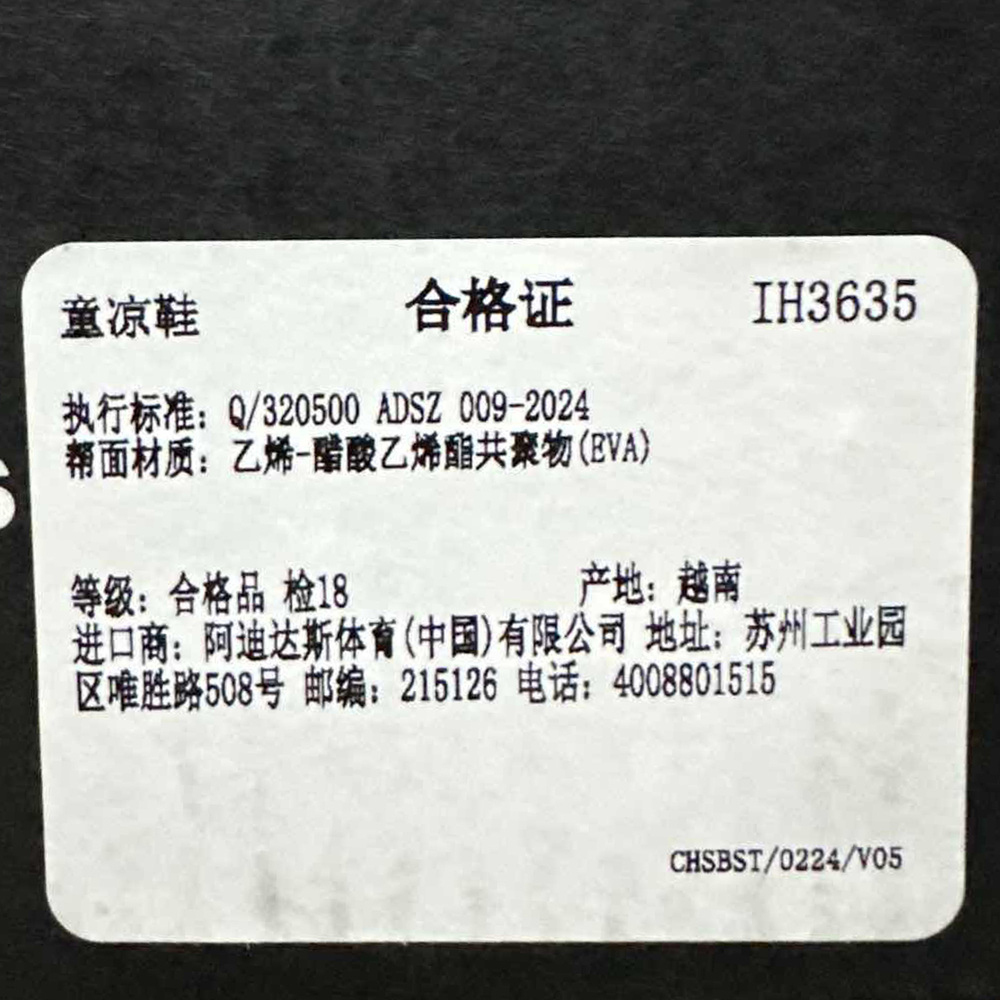 童凉鞋 合格证 IH3635
执行标准：Q/320500 ADSZ 009-2024
帮面材质：乙烯-醋酸乙烯酯共聚物(EVA)
等级：合格品 检18 产地：越南
进口商：阿迪达斯体育(中国)有限公司 地址：苏州工业园
区唯胜路508号 邮编：215126 电话：4008801515
CHSBST/0224/V05